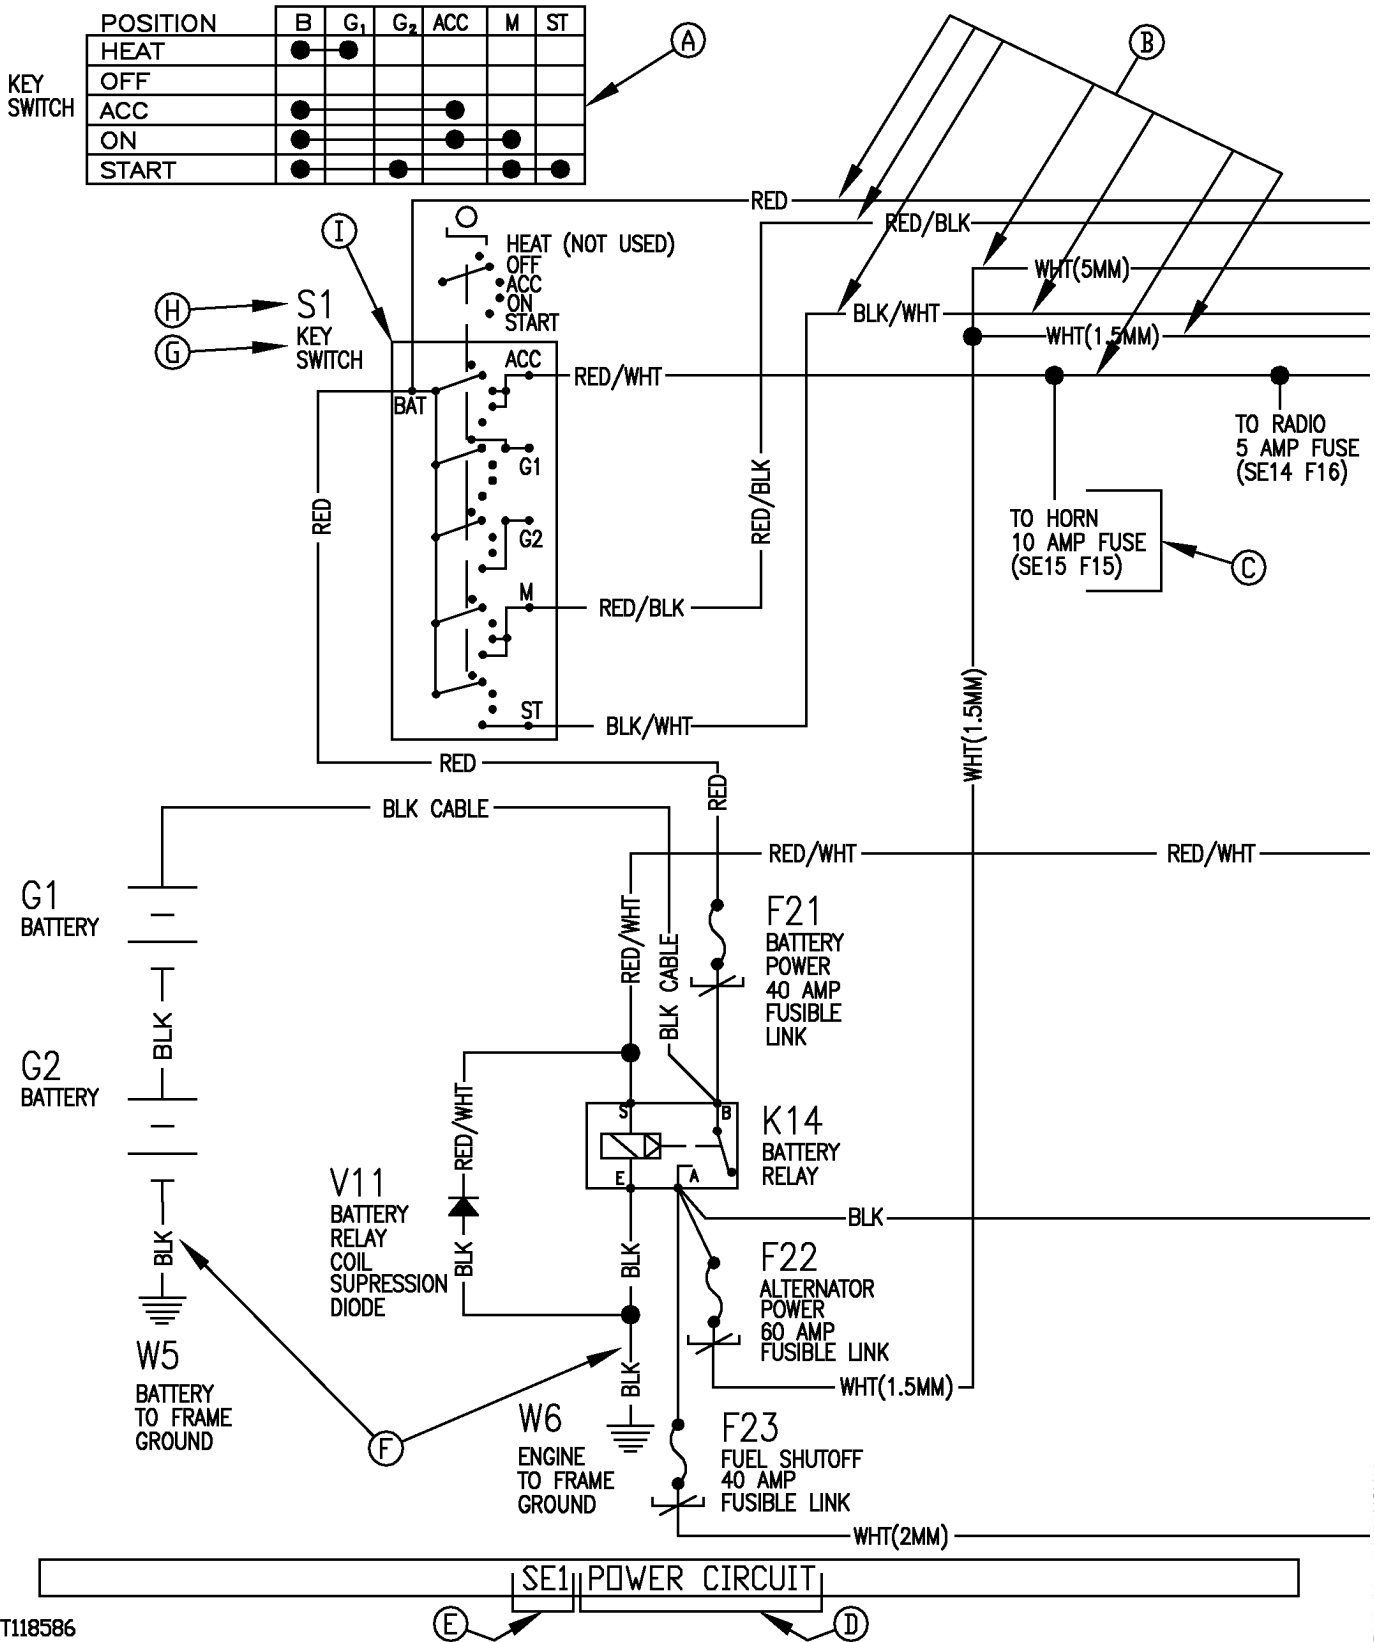 POSITION B G1 G2 ACC M ST
HEAT
OFF
ACC
ON
START
KEY
SWITCH
A
B
RED
RED/BLK
WHT(5MM)
BLK/WHT
WHT(1.5MM)
I
HEAT (NOT USED)
OFF
ACC
ON
START
H
S1
G
KEY
SWITCH
ACC
RED/WHT
BAT
G1
G2
M
RED/BLK
ST
BLK/WHT
RED
RED/BLK
TO RADIO
5 AMP FUSE
(SE14 F16)
TO HORN
10 AMP FUSE
(SE15 F15)
C
WHT(1.5MM)
RED
RED
BLK CABLE
RED/WHT
RED/WHT
G1
BATTERY
BLK
G2
BATTERY
BLK
RED/WHT
BLK CABLE
F21
BATTERY
POWER
40 AMP
FUSIBLE
LINK
RED/WHT
S
B
E
A
K14
BATTERY
RELAY
V11
BATTERY
RELAY
COIL
SUPRESSION
DIODE
BLK
BLK
BLK
BLK
F22
ALTERNATOR
POWER
60 AMP
FUSIBLE LINK
WHT(1.5MM)
W5
BATTERY
TO FRAME
GROUND
F
W6
ENGINE
TO FRAME
GROUND
F23
FUEL SHUTOFF
40 AMP
FUSIBLE LINK
WHT(2MM)
SE1 POWER CIRCUIT
E
D
T118586